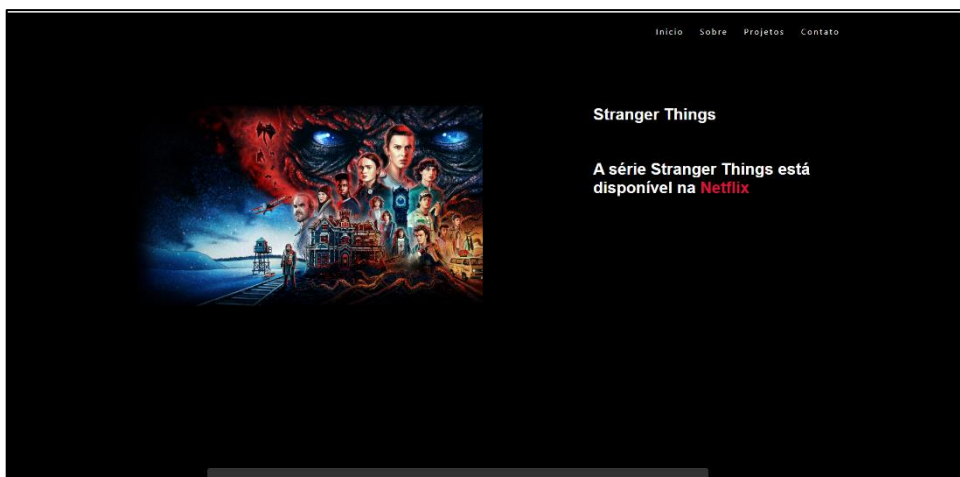 Inicio Sobre Projetos Contato
Stranger Things
A série Stranger Things está
disponível na Netflix